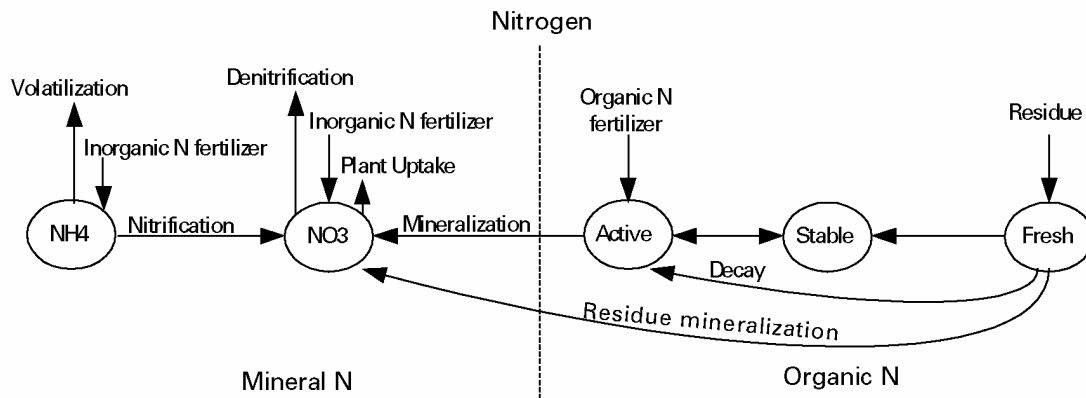 Nitrogen
Volatilization
Denitrification
Inorganic N fertilizer
Inorganic N fertilizer
Plant Uptake
Organic N
fertilizer
Residue
NH4
Nitrification
NO3
Mineralization
Active
Stable
Fresh
Decay
Residue mineralization
Mineral N
Organic N